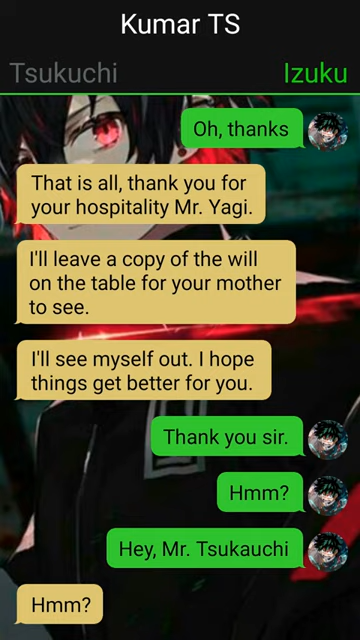 Kumar TS
Tsukuchi
Izuku
Oh, thanks
That is all, thank you for
your hospitality Mr. Yagi.
I'll leave a copy of the will
on the table for your mother
to see.
I'll see myself out. I hope
things get better for you.
Thank you sir.
Hmm?
Hey, Mr. Tsukauchi
Hmm?